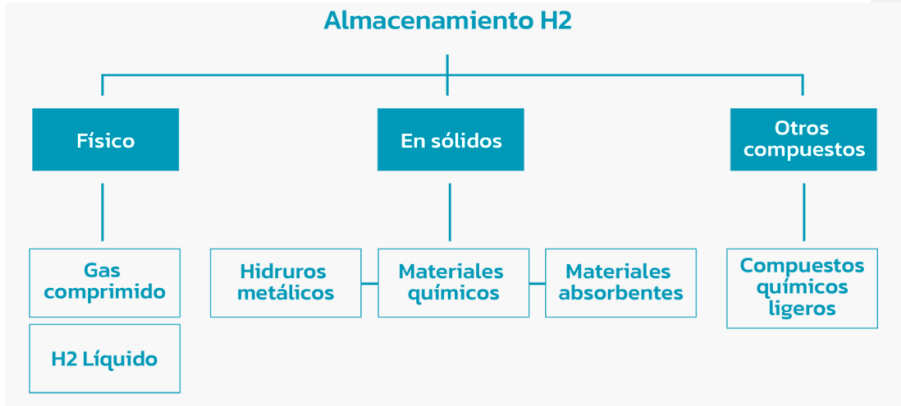 Almacenamiento H2
Físico
En sólidos
Otros
compuestos
Gas
comprimido
Hidruros
metálicos
Materiales
químicos
Materiales
absorbentes
Compuestos
químicos
ligeros
H2 Líquido